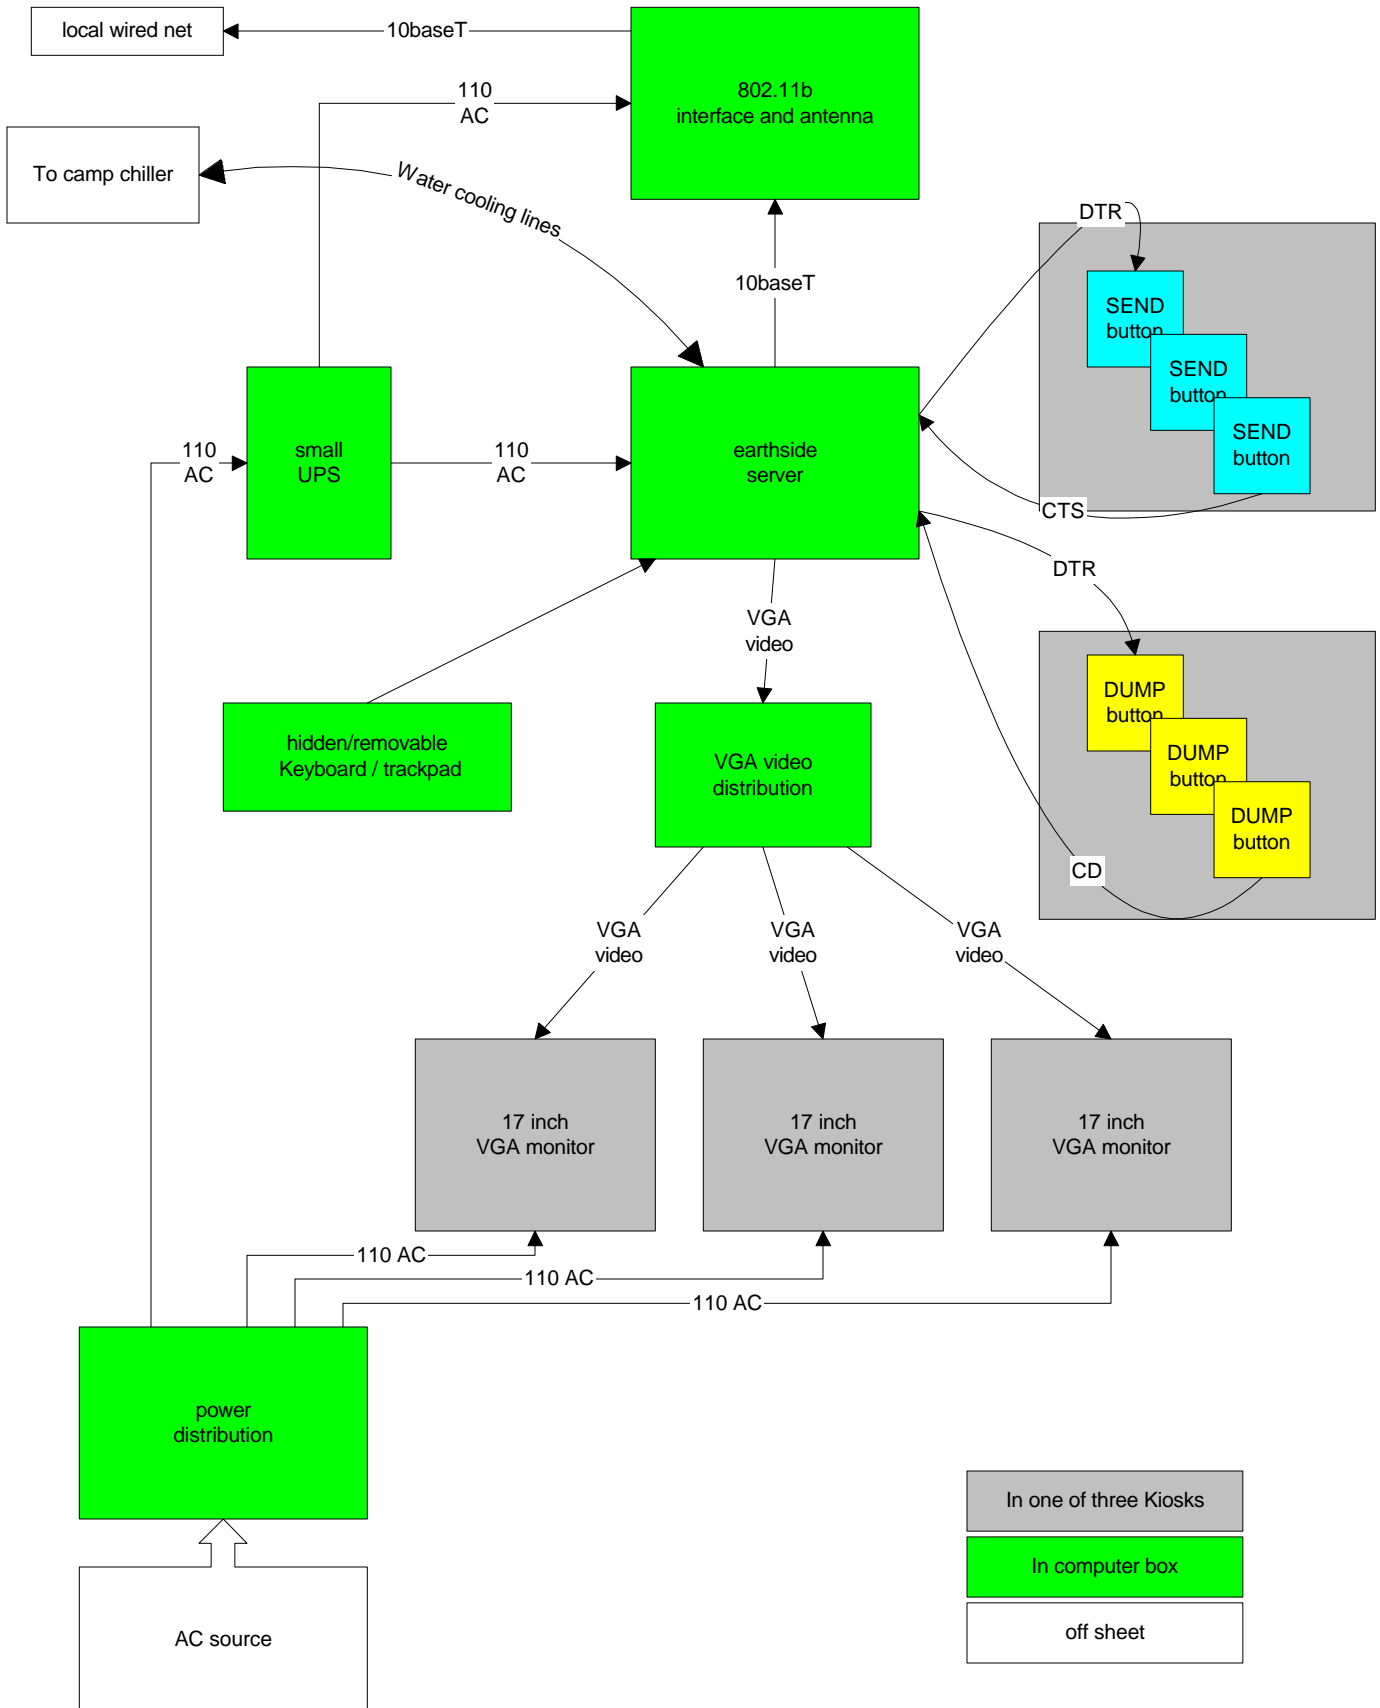 local wired net
10baseT
110
AC
802.11b
interface and antenna
To camp chiller
Water cooling lines
10baseT
DTR
SEND
button
SEND
button
SEND
button
CTS
110
AC
small
UPS
110
AC
earthside
server
DTR
VGA
video
hidden/removable
Keyboard / trackpad
VGA video
distribution
DUMP
button
DUMP
button
DUMP
button
CD
VGA
video
VGA
video
VGA
video
17 inch
VGA monitor
17 inch
VGA monitor
17 inch
VGA monitor
110 AC
110 AC
110 AC
power
distribution
AC source
In one of three Kiosks
In computer box
off sheet